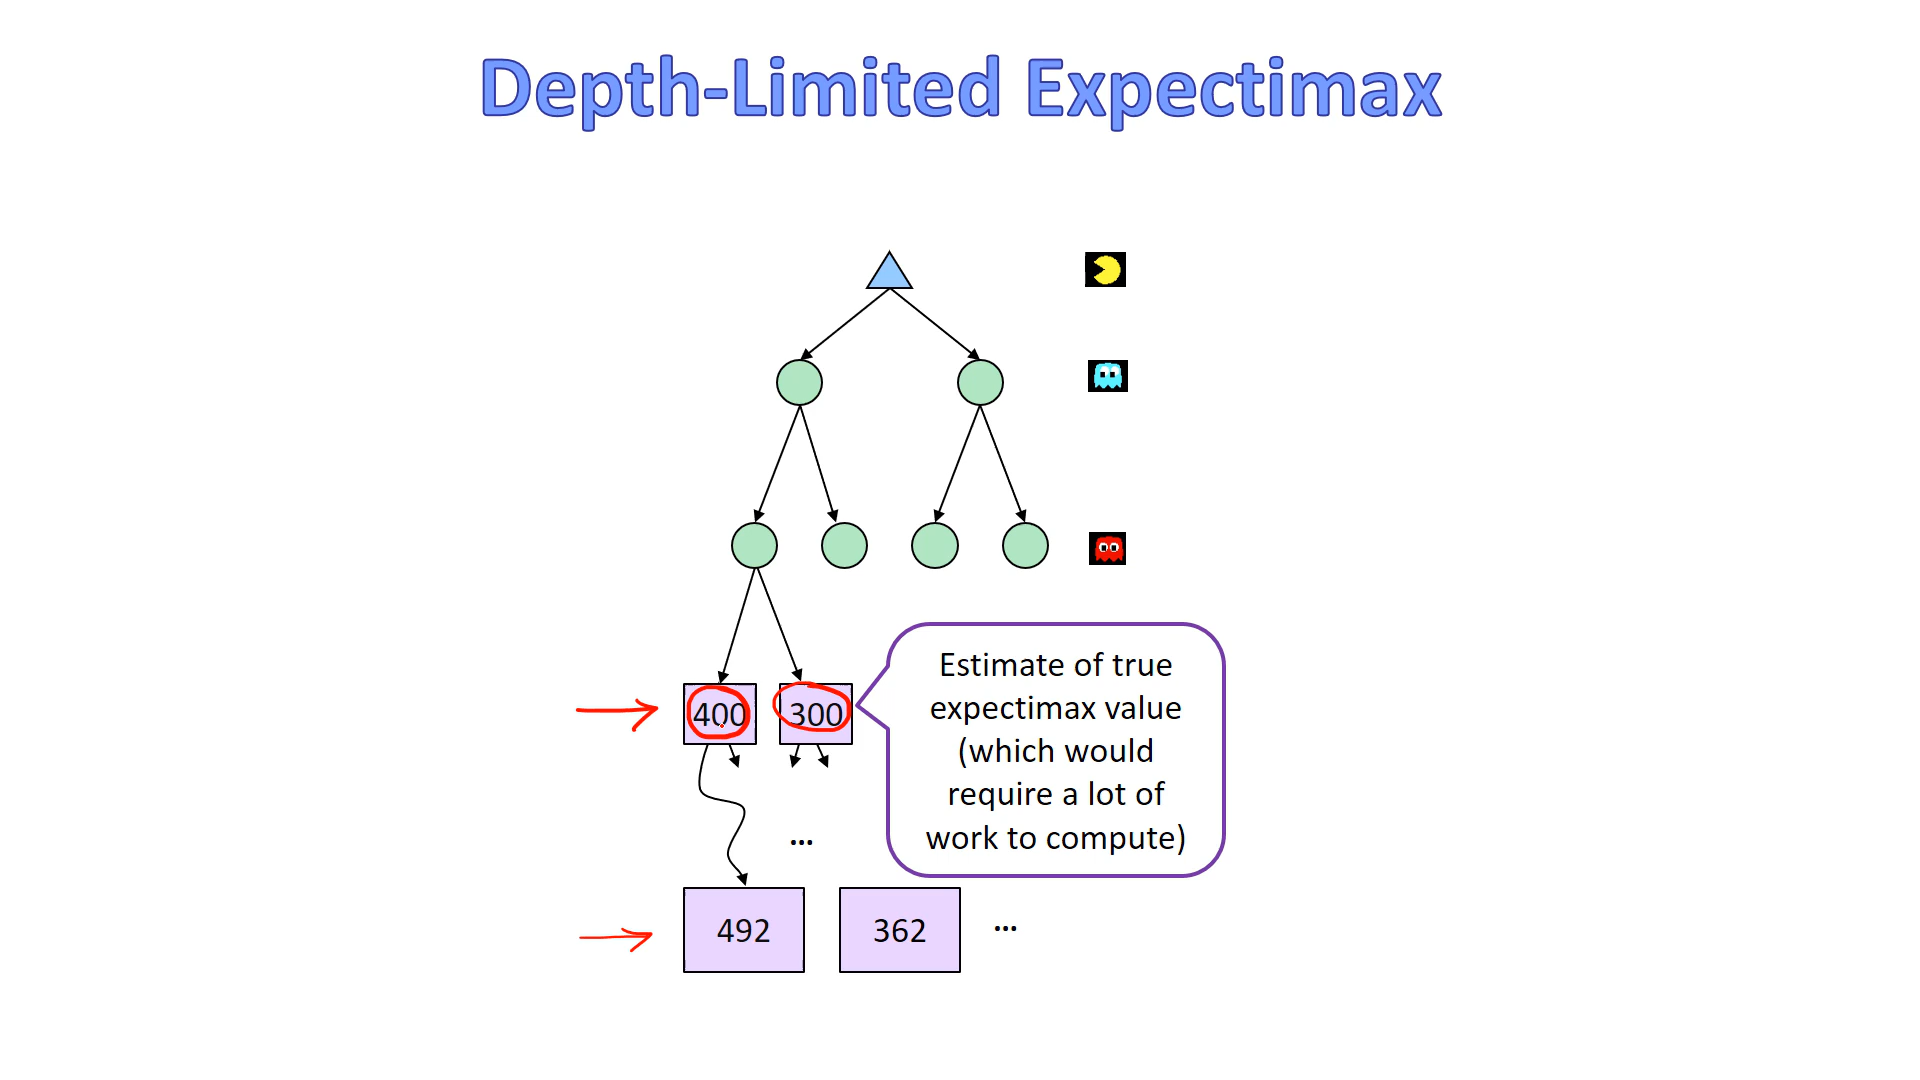 Depth-Limited Expectimax
400
300
Estimate of true
expectimax value
(which would
require a lot of
work to compute)
...
492
362
...